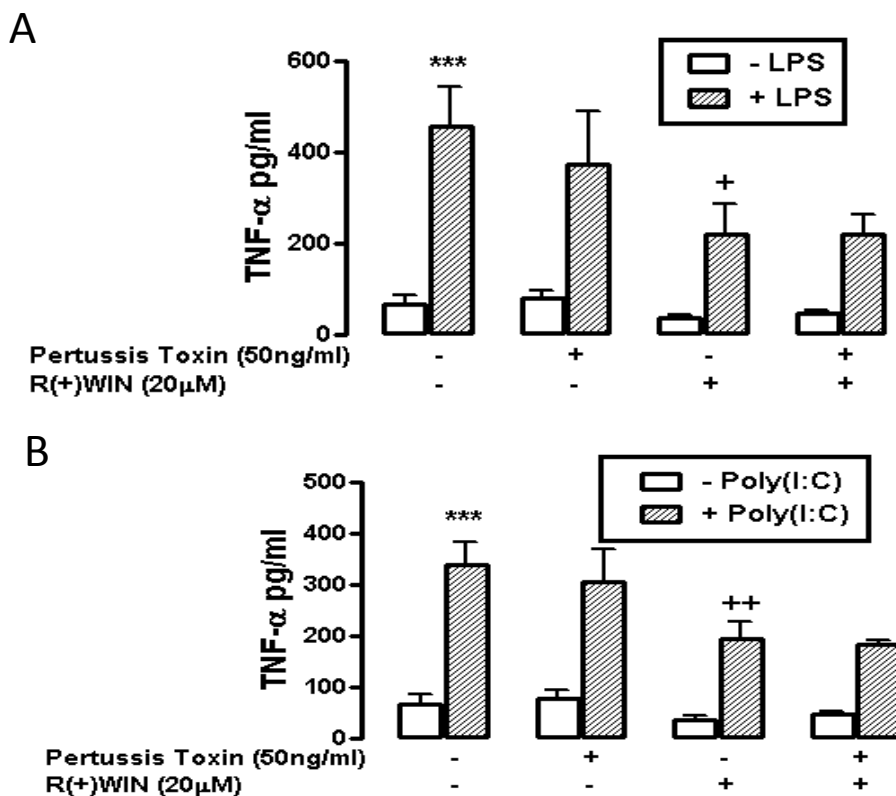 A
- LPS
+ LPS
***
+
600
400
200
0
TNF-α pg/ml
Pertussis Toxin (50ng/ml) - + - +
R(+)WIN (20μM) - - + +
B
- Poly(I:C)
+ Poly(I:C)
***
++
500
400
300
200
100
0
TNF-α pg/ml
Pertussis Toxin (50ng/ml) - + - +
R(+)WIN (20μM) - - + +